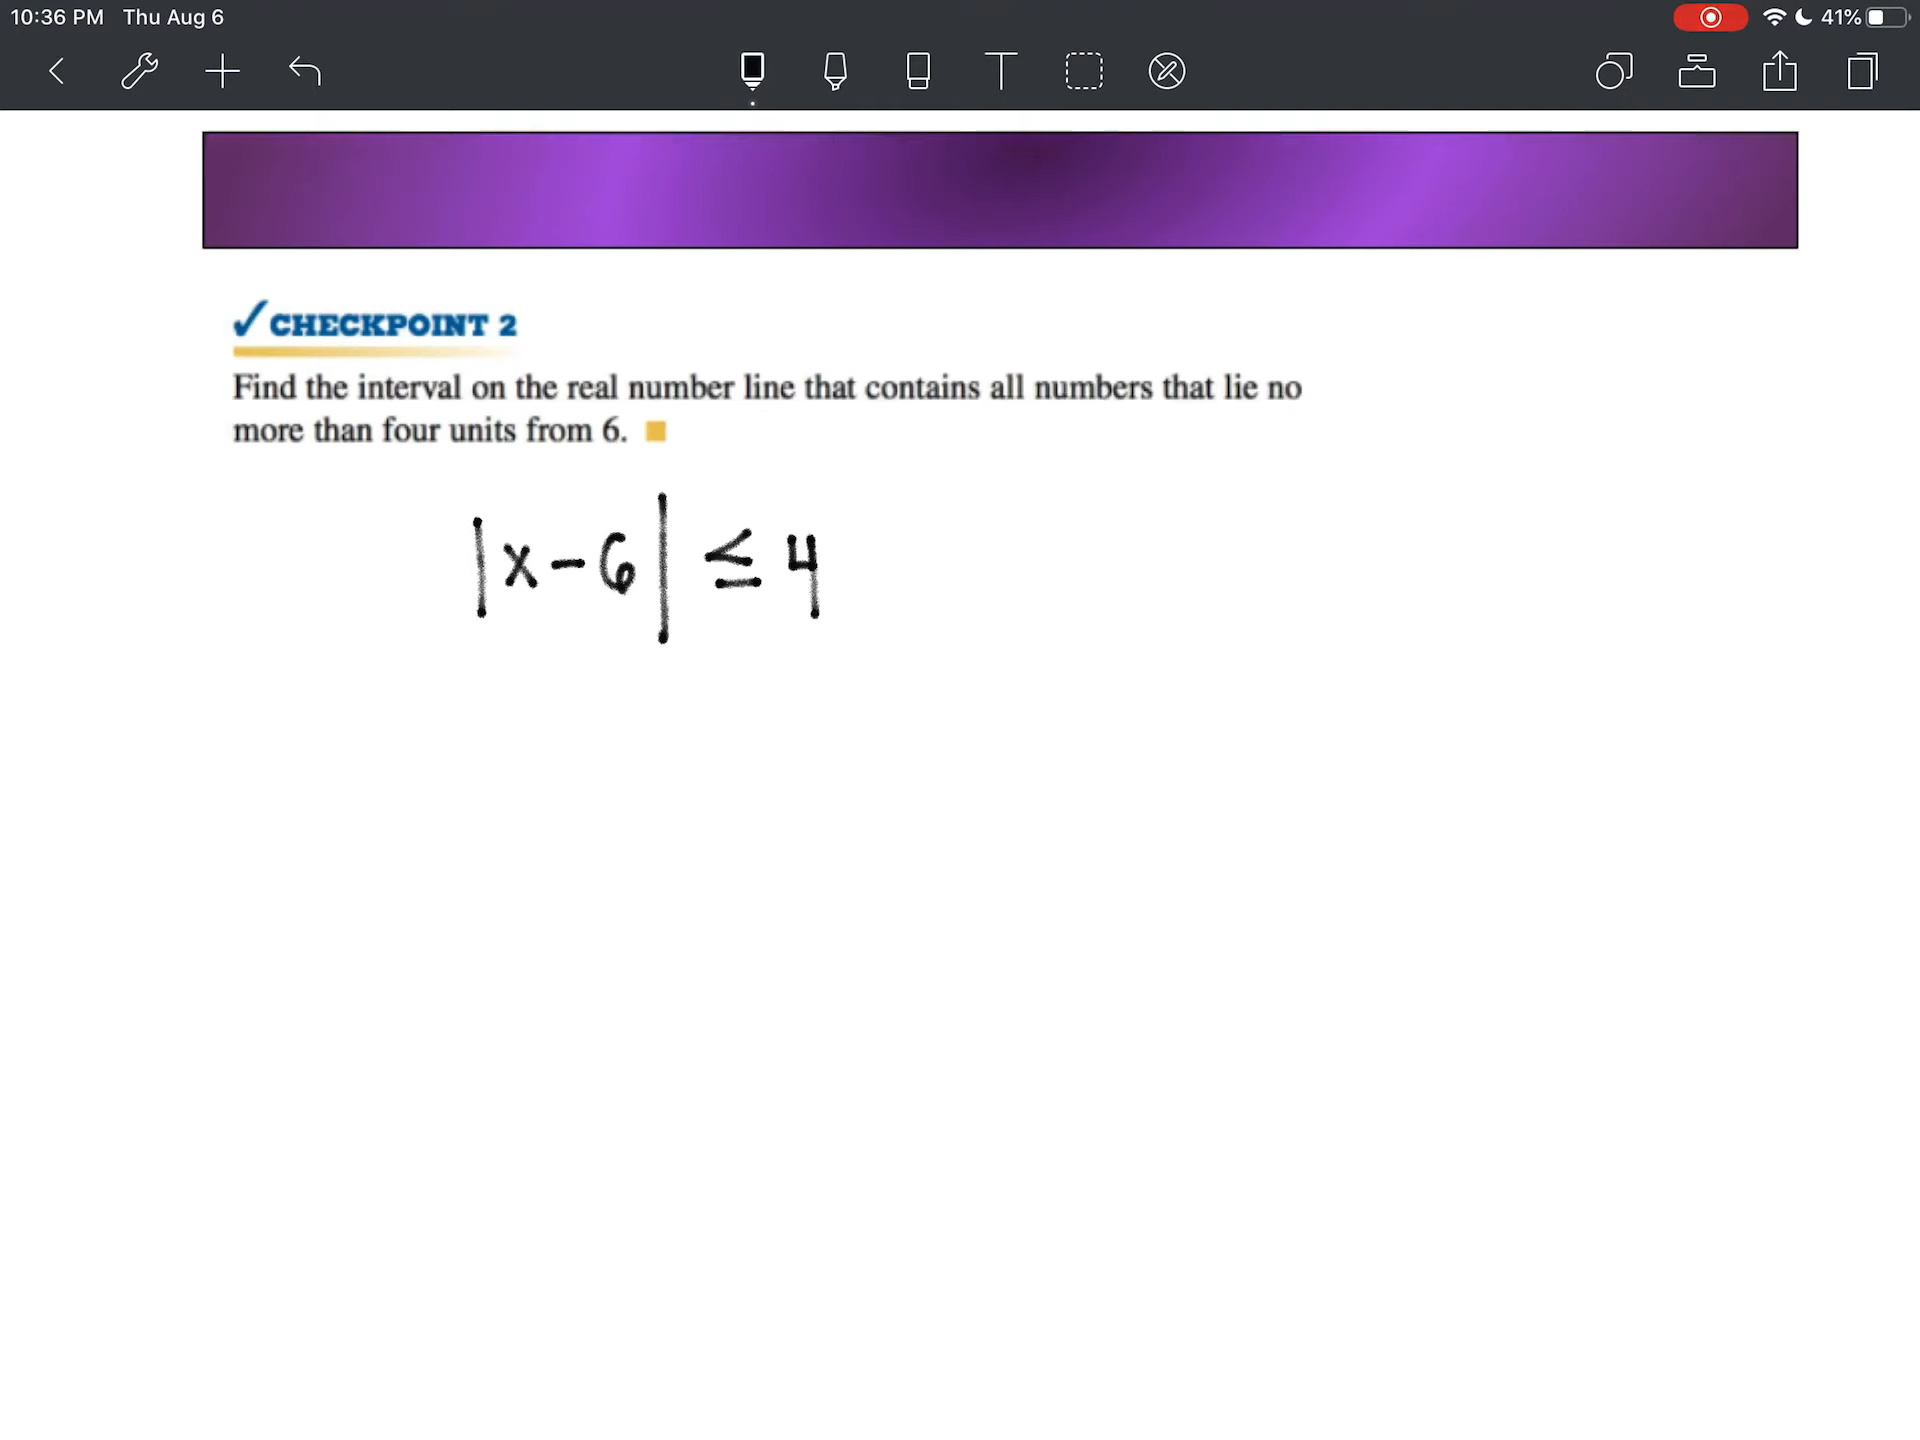 10:36 PM Thu Aug 6 41%
✓CHECKPOINT 2
Find the interval on the real number line that contains all numbers that lie no
more than four units from 6.
|x-6| ≤ 4